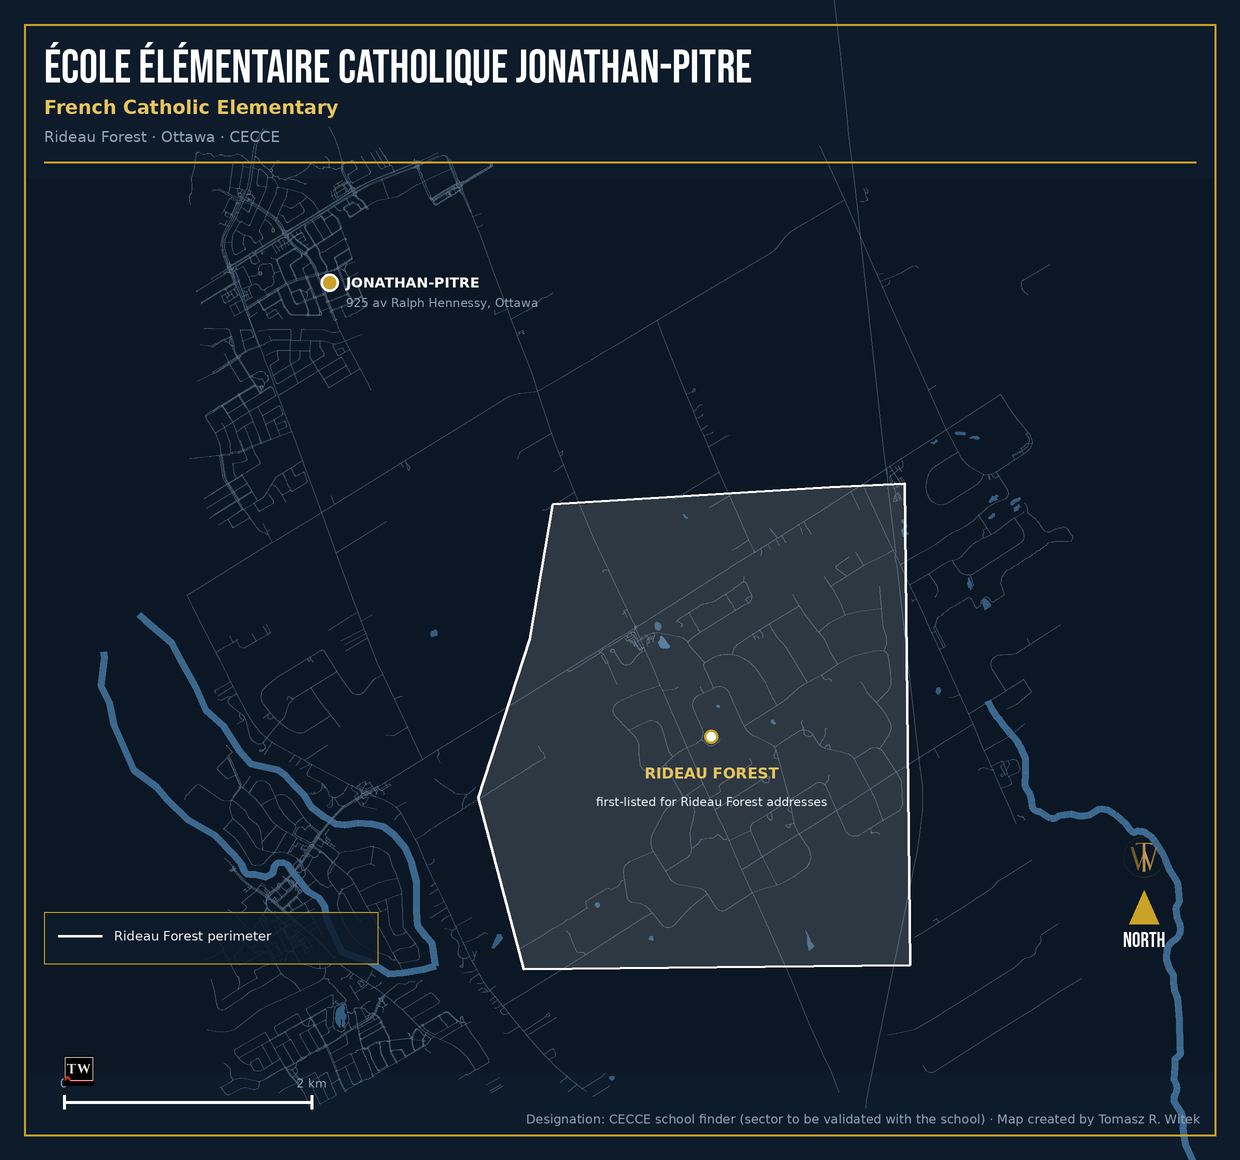 ÉCOLE ÉLÉMENTAIRE CATHOLIQUE JONATHAN-PITRE
French Catholic Elementary
Rideau Forest · Ottawa · CECCE
JONATHAN-PITRE
925 av Ralph Hennessy, Ottawa
RIDEAU FOREST
first-listed for Rideau Forest addresses
TW
NORTH
Rideau Forest perimeter
TW
0
2 km
Designation: CECCE school finder (sector to be validated with the school) · Map created by Tomasz R. Witek